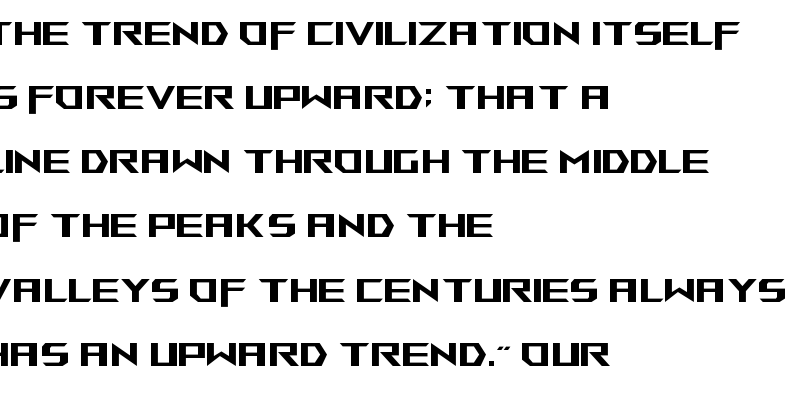 THE TREND OF CIVILIZATION ITSELF
IS FOREVER UPWARD; THAT A
LINE DRAWN THROUGH THE MIDDLE
OF THE PEAKS AND THE
VALLEYS OF THE CENTURIES ALWAYS
HAS AN UPWARD TREND." OUR